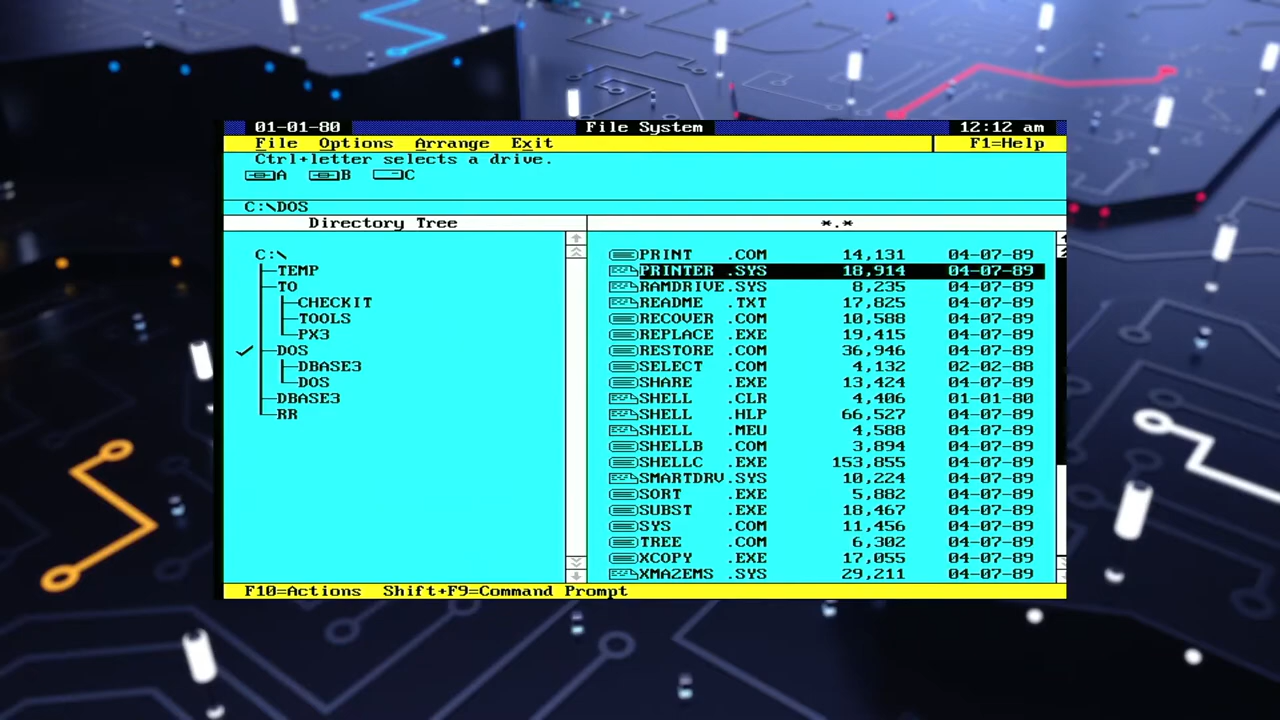 01-01-80 File System 12:12 am
File Options Arrange Exit F1=Help
Ctrl+letter selects a drive.
A B C
C:\DOS
Directory Tree *.*
C:\ PRINT .COM 14,131 04-07-89
TEMP PRINTER .SYS 18,914 04-07-89
TO RAMDRIVE.SYS 8,235 04-07-89
CHECKIT README .TXT 17,825 04-07-89
TOOLS RECOVER .COM 10,588 04-07-89
PX3 REPLACE .EXE 19,415 04-07-89
DOS RESTORE .COM 36,946 04-07-89
DBASE3 SELECT .COM 4,132 02-02-88
DOS SHARE .EXE 13,424 04-07-89
DBASE3 SHELL .CLR 4,406 01-01-80
RR SHELL .HLP 66,527 04-07-89
SHELL .MEU 4,588 04-07-89
SHELLB .COM 3,894 04-07-89
SHELLC .EXE 153,855 04-07-89
SMARTDRV.SYS 10,224 04-07-89
SORT .EXE 5,882 04-07-89
SUBST .EXE 18,467 04-07-89
SYS .COM 11,456 04-07-89
TREE .COM 6,302 04-07-89
XCOPY .EXE 17,055 04-07-89
XMA2EMS .SYS 29,211 04-07-89
F10=Actions Shift+F9=Command Prompt